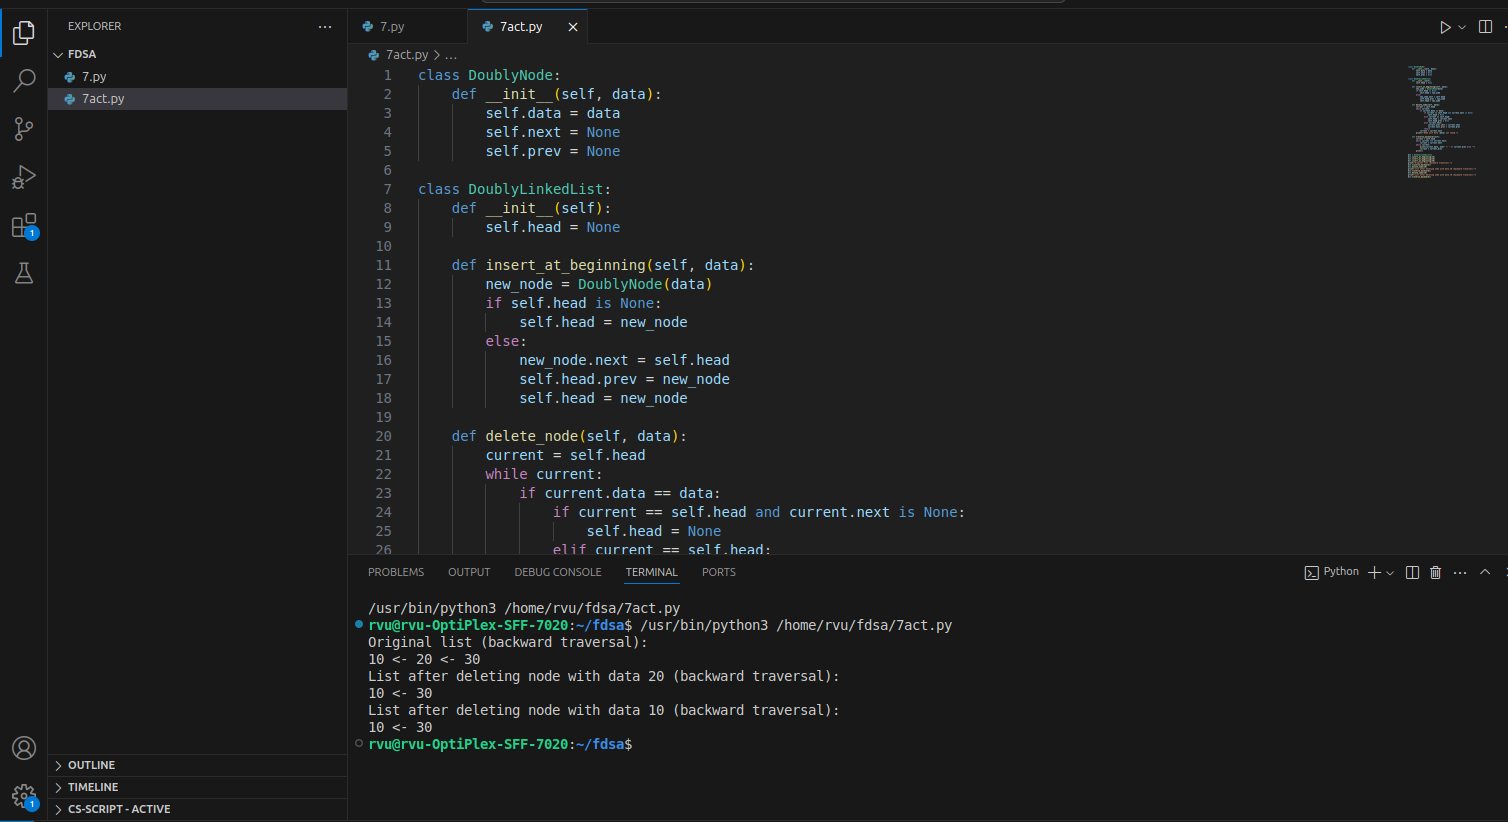 EXPLORER
FDSA
7.py
7act.py
OUTLINE
TIMELINE
CS-SCRIPT - ACTIVE
1
1
7.py
7act.py
7act.py > ...
1 class DoublyNode:
2     def __init__(self, data):
3         self.data = data
4         self.next = None
5         self.prev = None
6
7 class DoublyLinkedList:
8     def __init__(self):
9         self.head = None
10
11     def insert_at_beginning(self, data):
12         new_node = DoublyNode(data)
13         if self.head is None:
14             self.head = new_node
15         else:
16             new_node.next = self.head
17             self.head.prev = new_node
18             self.head = new_node
19
20     def delete_node(self, data):
21         current = self.head
22         while current:
23             if current.data == data:
24                 if current == self.head and current.next is None:
25                     self.head = None
26                 elif current == self.head:
PROBLEMS OUTPUT DEBUG CONSOLE TERMINAL PORTS
Python
/usr/bin/python3 /home/rvu/fdsa/7act.py
rvu@rvu-OptiPlex-SFF-7020:~/fdsa$ /usr/bin/python3 /home/rvu/fdsa/7act.py
Original list (backward traversal):
10 <- 20 <- 30
List after deleting node with data 20 (backward traversal):
10 <- 30
List after deleting node with data 10 (backward traversal):
10 <- 30
rvu@rvu-OptiPlex-SFF-7020:~/fdsa$